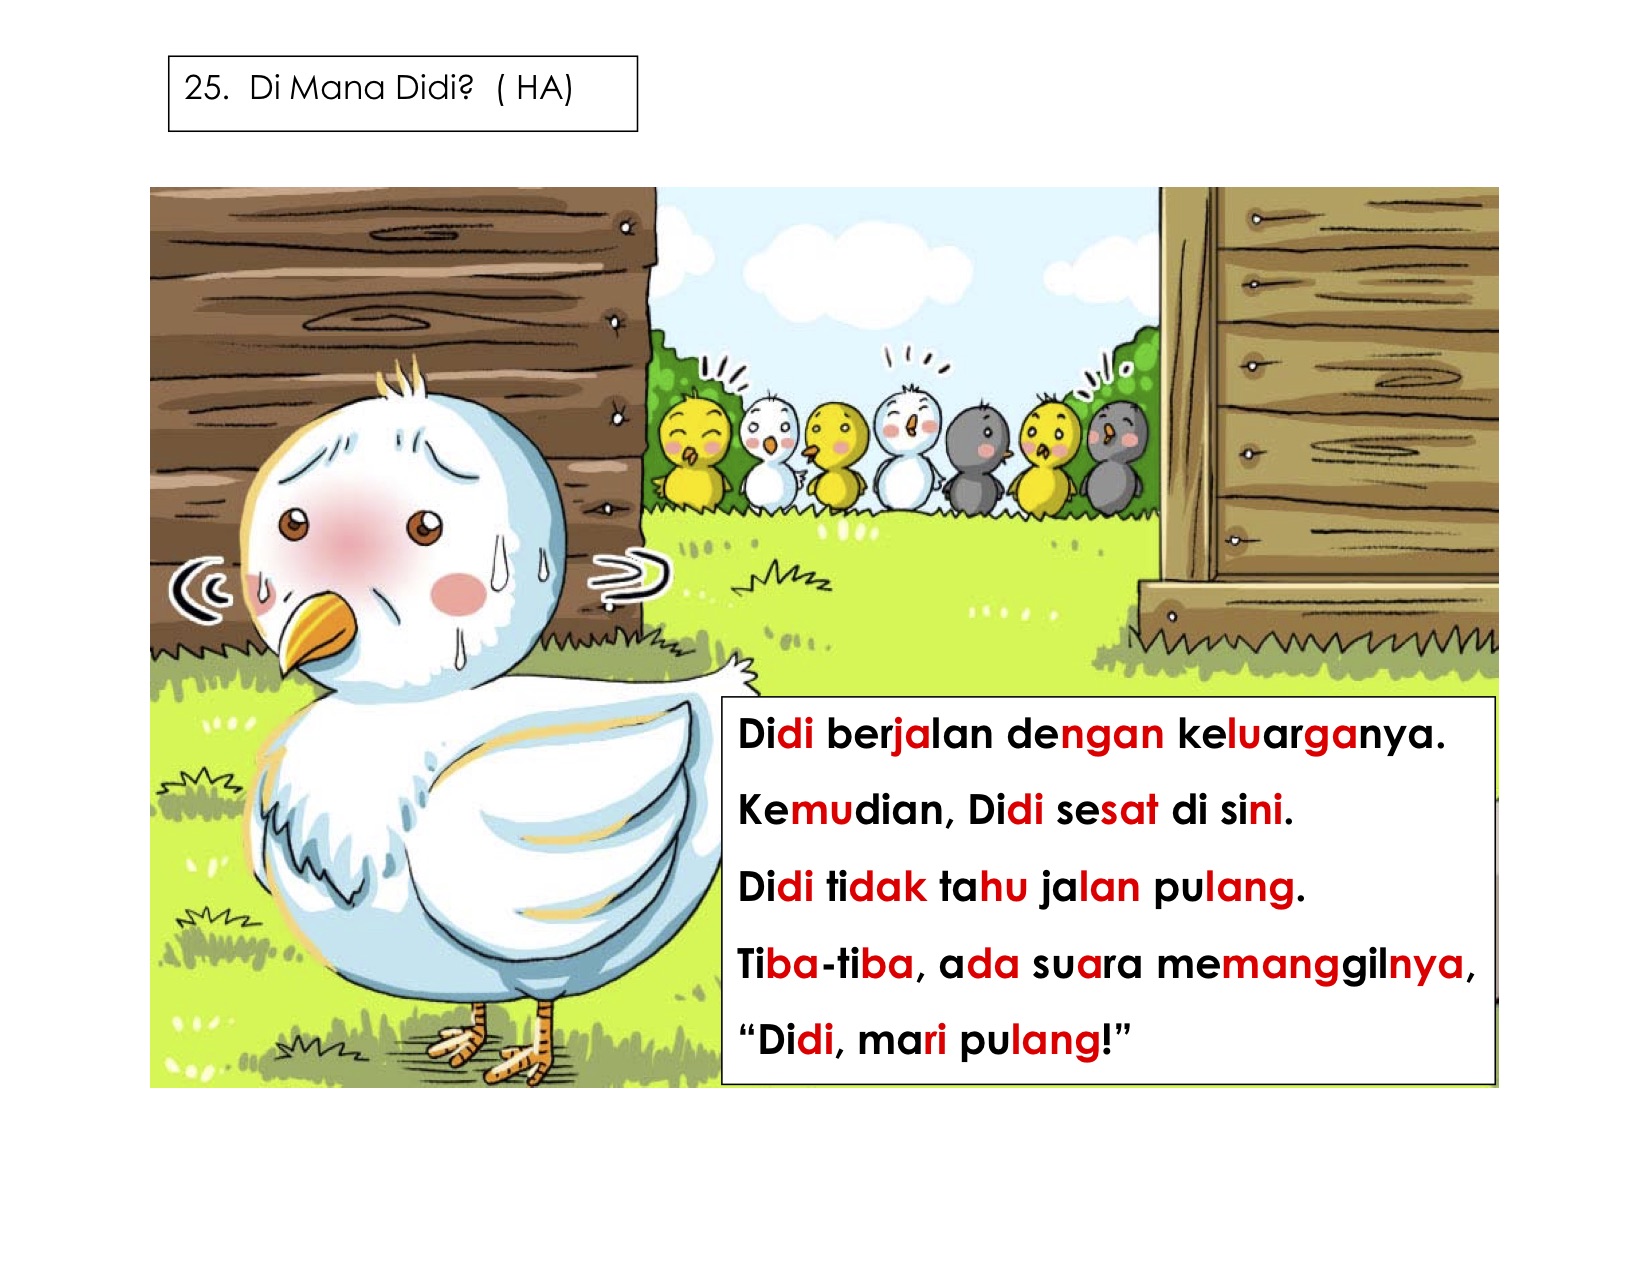 25.  Di Mana Didi?  ( HA)
Didi berjalan dengan keluarganya.
Kemudian, Didi sesat di sini.
Didi tidak tahu jalan pulang.
Tiba-tiba, ada suara memanggilnya,
“Didi, mari pulang!”